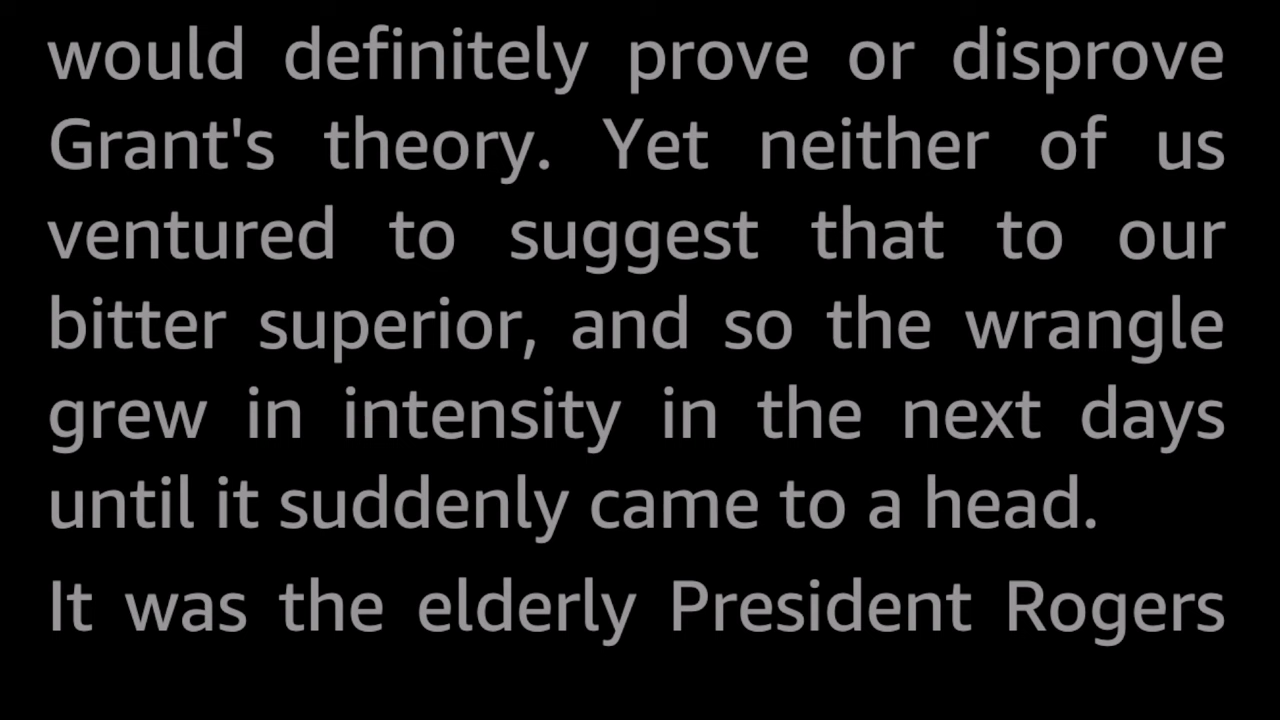 would definitely prove or disprove
Grant's theory. Yet neither of us
ventured to suggest that to our
bitter superior, and so the wrangle
grew in intensity in the next days
until it suddenly came to a head.
It was the elderly President Rogers